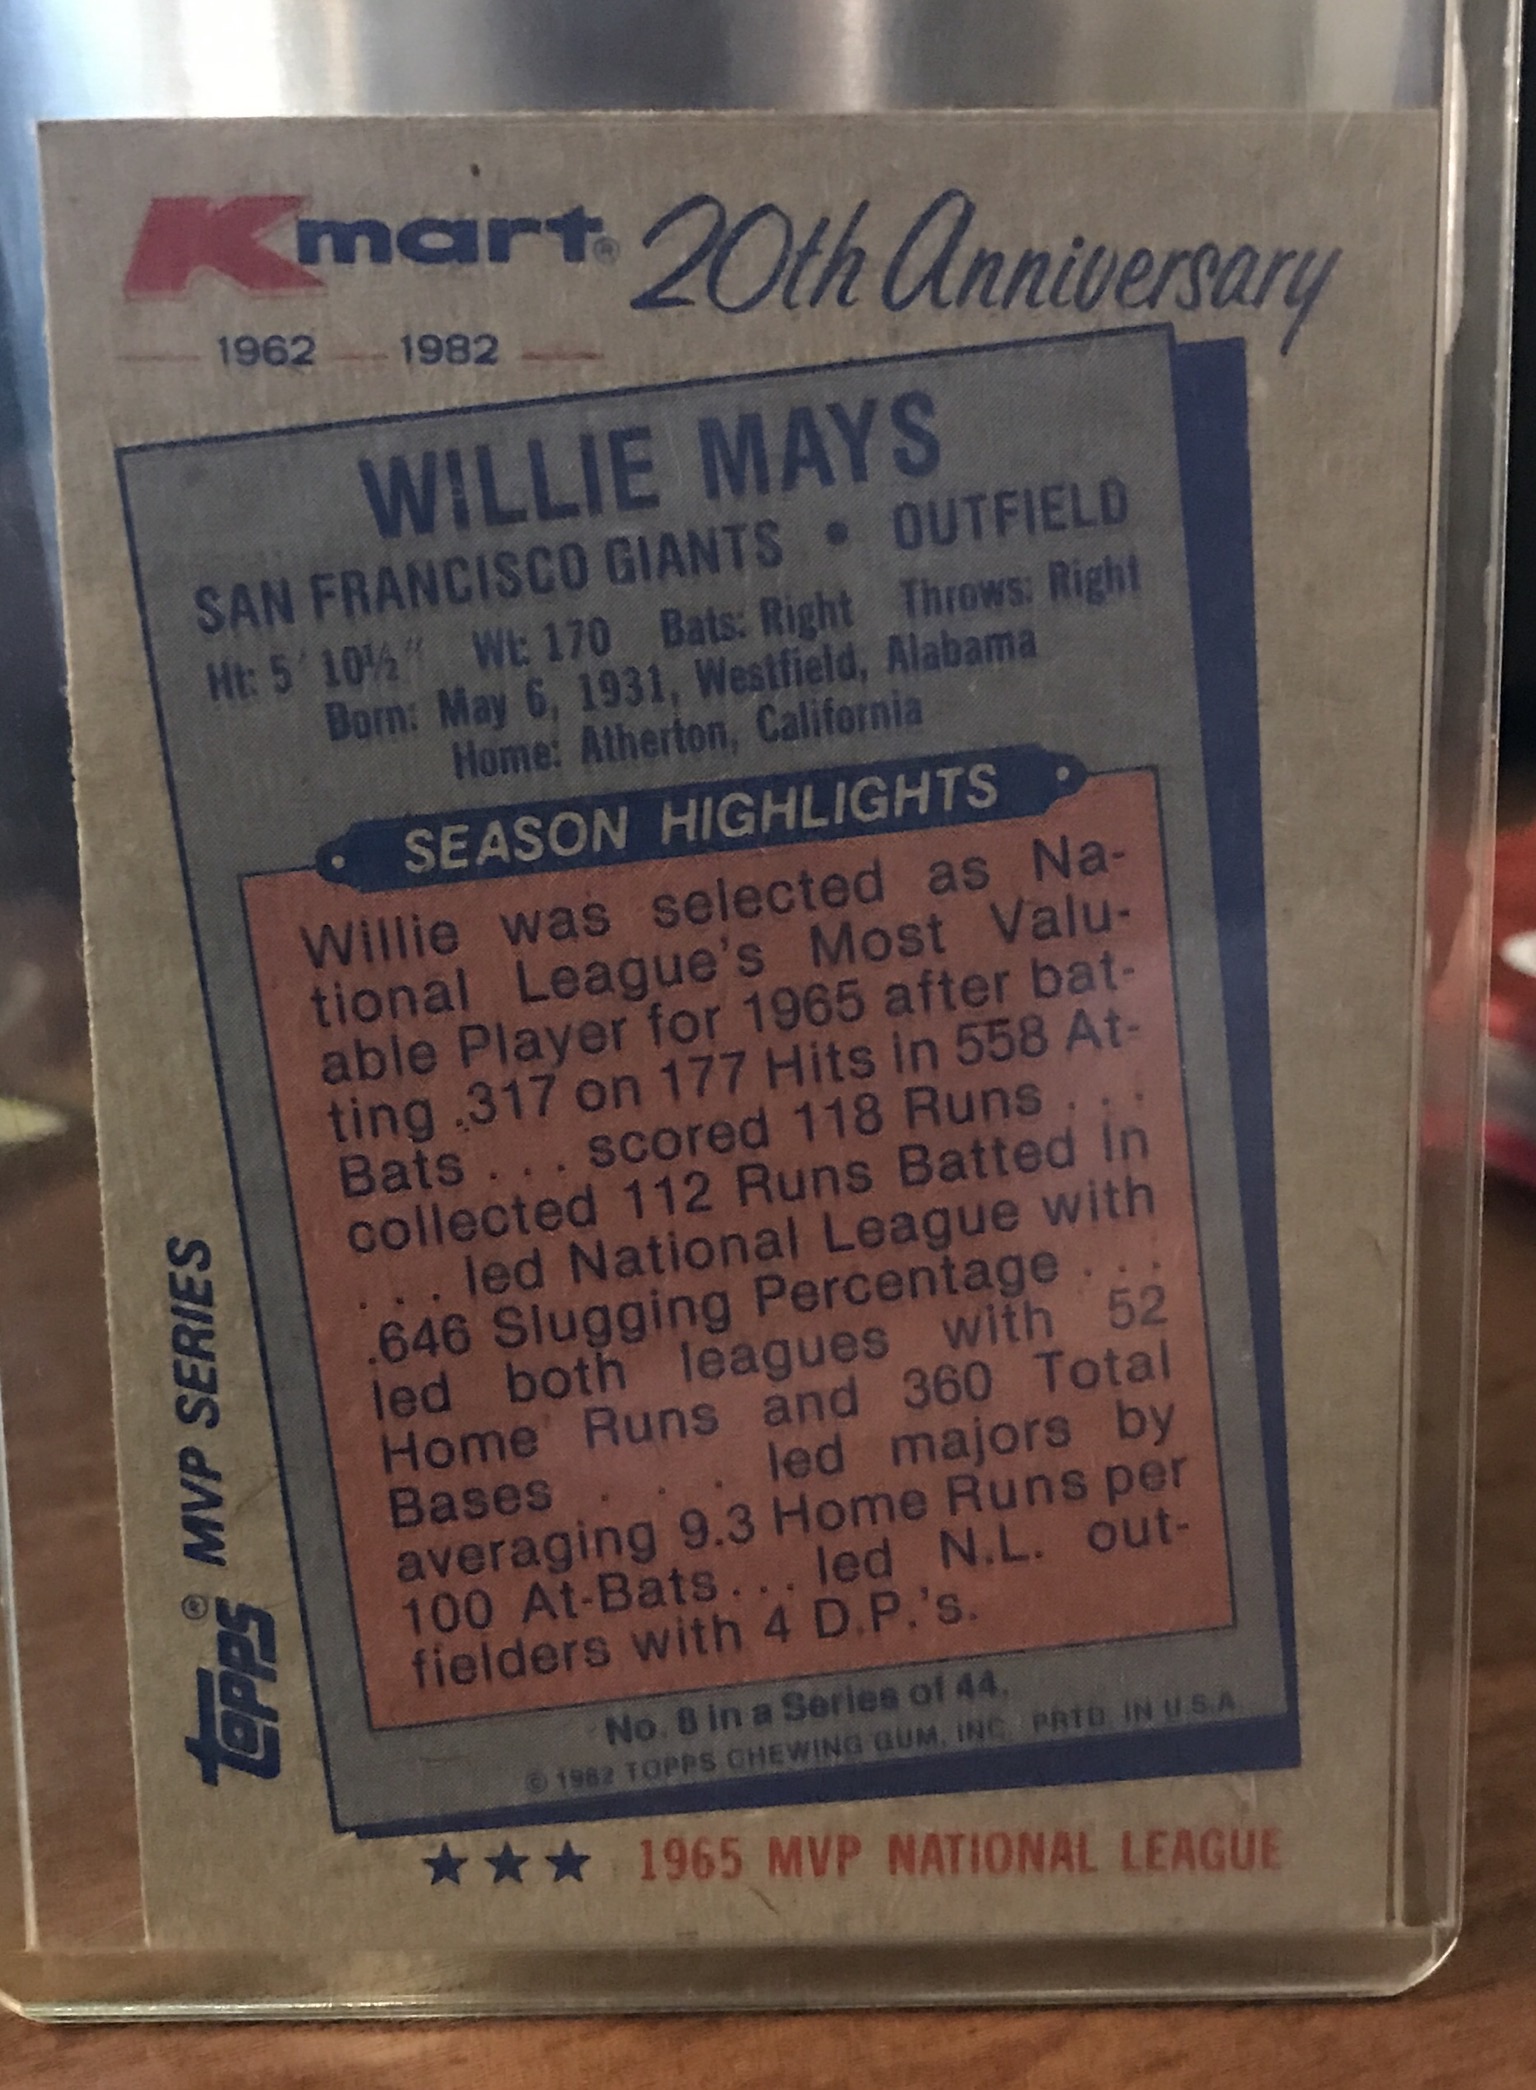 Kmart® 20th Anniversary
1962 — 1982
WILLIE MAYS
SAN FRANCISCO GIANTS • OUTFIELD
Ht: 5' 10½" Wt: 170 Bats: Right Throws: Right
Born: May 6, 1931, Westfield, Alabama
Home: Atherton, California
SEASON HIGHLIGHTS
Willie was selected as Na-
tional League's Most Valu-
able Player for 1965 after bat-
ting .317 on 177 Hits in 558 At-
Bats . . . scored 118 Runs . . .
collected 112 Runs Batted In
. . . led National League with
.646 Slugging Percentage . . .
led both leagues with 52
Home Runs and 360 Total
Bases . . . led majors by
averaging 9.3 Home Runs per
100 At-Bats . . . led N.L. out-
fielders with 4 D.P.'s.
No. 8 in a Series of 44.
© 1982 TOPPS CHEWING GUM, INC. PRTD. IN U.S.A.
Topps® MVP SERIES
★★★ 1965 MVP NATIONAL LEAGUE